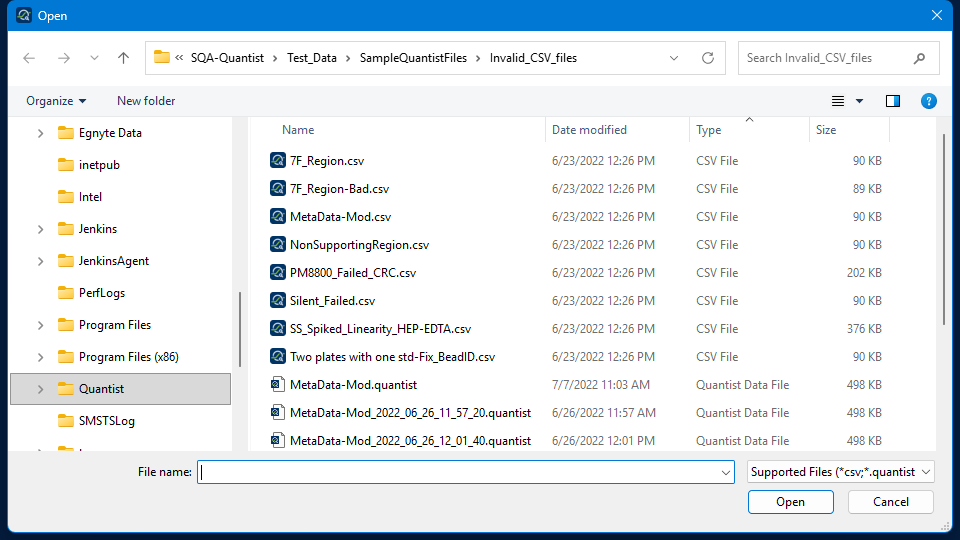 Open
« SQA-Quantist > Test_Data > SampleQuantistFiles > Invalid_CSV_files
Search Invalid_CSV_files
Organize
New folder
?
Egnyte Data
inetpub
Intel
Jenkins
JenkinsAgent
PerfLogs
Program Files
Program Files (x86)
Quantist
SMSTSLog
Name Date modified Type Size
7F_Region.csv 6/23/2022 12:26 PM CSV File 90 KB
7F_Region-Bad.csv 6/23/2022 12:26 PM CSV File 89 KB
MetaData-Mod.csv 6/23/2022 12:26 PM CSV File 90 KB
NonSupportingRegion.csv 6/23/2022 12:26 PM CSV File 90 KB
PM8800_Failed_CRC.csv 6/23/2022 12:26 PM CSV File 202 KB
Silent_Failed.csv 6/23/2022 12:26 PM CSV File 90 KB
SS_Spiked_Linearity_HEP-EDTA.csv 6/23/2022 12:26 PM CSV File 376 KB
Two plates with one std-Fix_BeadID.csv 6/23/2022 12:26 PM CSV File 90 KB
MetaData-Mod.quantist 7/7/2022 11:03 AM Quantist Data File 498 KB
MetaData-Mod_2022_06_26_11_57_20.quantist 6/26/2022 11:57 AM Quantist Data File 498 KB
MetaData-Mod_2022_06_26_12_01_40.quantist 6/26/2022 12:01 PM Quantist Data File 498 KB
File name:
Supported Files (*csv;*.quantist
Open
Cancel